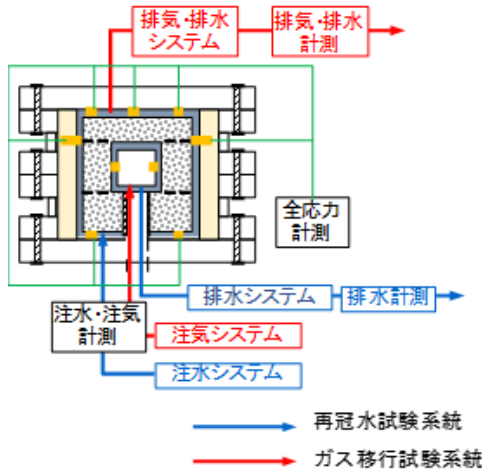 排気・排水
システム
排気・排水
計測
全応力
計測
排水システム
排水計測
注水・注気
計測
注気システム
注水システム
再冠水試験系統
ガス移行試験系統